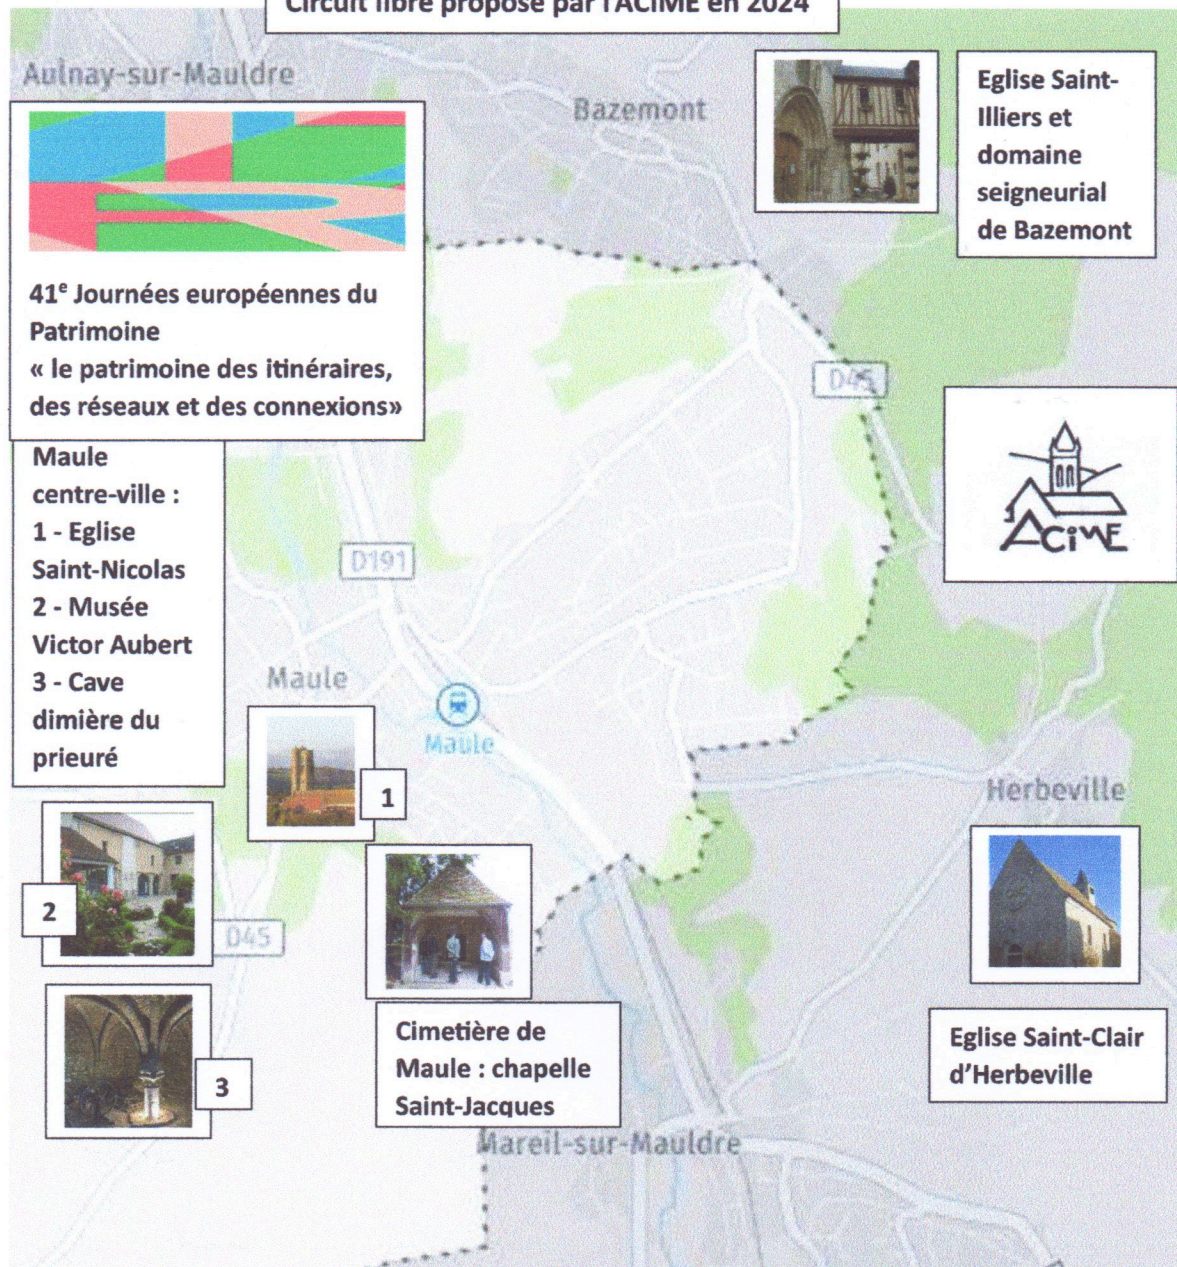 Circuit libre proposé par l'ACIME en 2024
Aulnay-sur-Mauldre
Bazemont
Eglise Saint-
Illiers et
domaine
seigneurial
de Bazemont
41e Journées européennes du
Patrimoine
« le patrimoine des itinéraires,
des réseaux et des connexions»
D45
ACiME
Maule
centre-ville :
1 - Eglise
Saint-Nicolas
2 - Musée
Victor Aubert
3 - Cave
dimière du
prieuré
D191
Maule
Maule
1
Herbeville
2
D45
3
Cimetière de
Maule : chapelle
Saint-Jacques
Eglise Saint-Clair
d'Herbeville
Mareil-sur-Mauldre